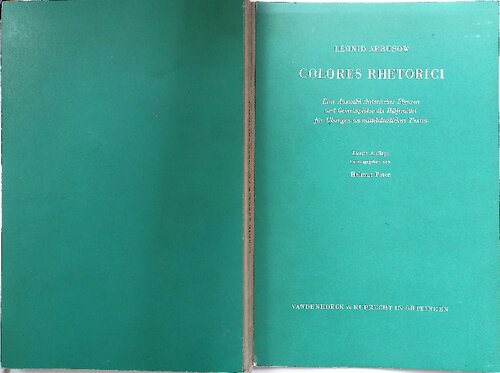 LEONID ARBUSOW
COLORES RHETORICI
Eine Auswahl rhetorischer Figuren
und Gemeinplätze als Hilfsmittel
für Übungen an mittelalterlichen Texten
Zweite Auflage
herausgegeben von
Helmut Peter
VANDENHOECK & RUPRECHT IN GÖTTINGEN